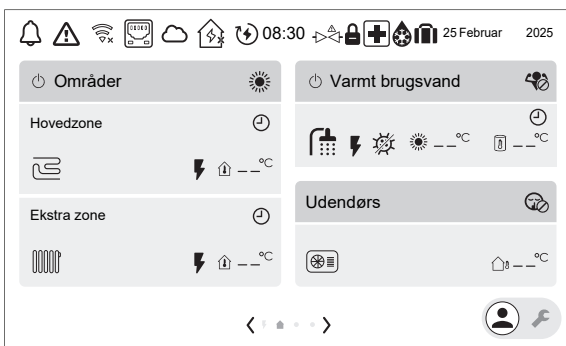 08:30 25 Februar 2025
Områder
Hovedzone
– –°C
Ekstra zone
– –°C
Varmt brugsvand
– –°C – –°C
Udendørs
– –°C